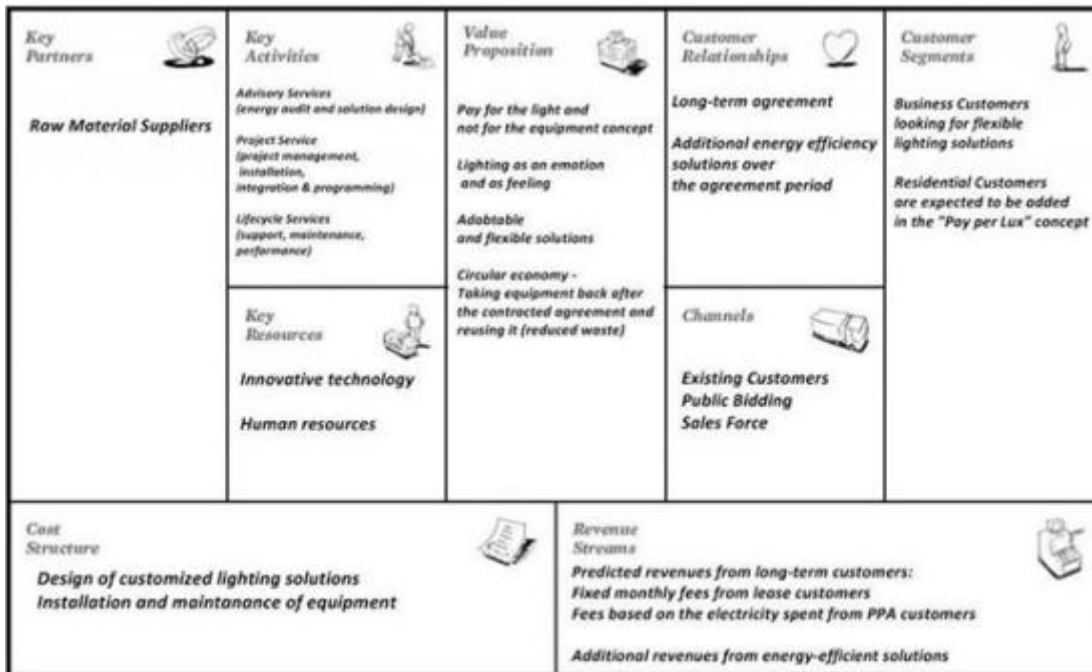 Key
Partners
Raw Material Suppliers
Key
Activities
Advisory Services
(energy audit and solution design)
Project Service
(project management,
installation,
integration & programming)
Lifecycle Services
(support, maintenance,
performance)
Key
Resources
Innovative technology
Human resources
Value
Proposition
Pay for the light and
not for the equipment concept
Lighting as an emotion
and as feeling
Adabtable
and flexible solutions
Circular economy -
Taking equipment back after
the contracted agreement and
reusing it (reduced waste)
Customer
Relationships
Long-term agreement
Additional energy efficiency
solutions over
the agreement period
Channels
Existing Customers
Public Bidding
Sales Force
Customer
Segments
Business Customers
looking for flexible
lighting solutions
Residential Customers
are expected to be added
in the "Pay per Lux" concept
Cost
Structure
Design of customized lighting solutions
Installation and maintanance of equipment
Revenue
Streams
Predicted revenues from long-term customers:
Fixed monthly fees from lease customers
Fees based on the electricity spent from PPA customers
Additional revenues from energy-efficient solutions